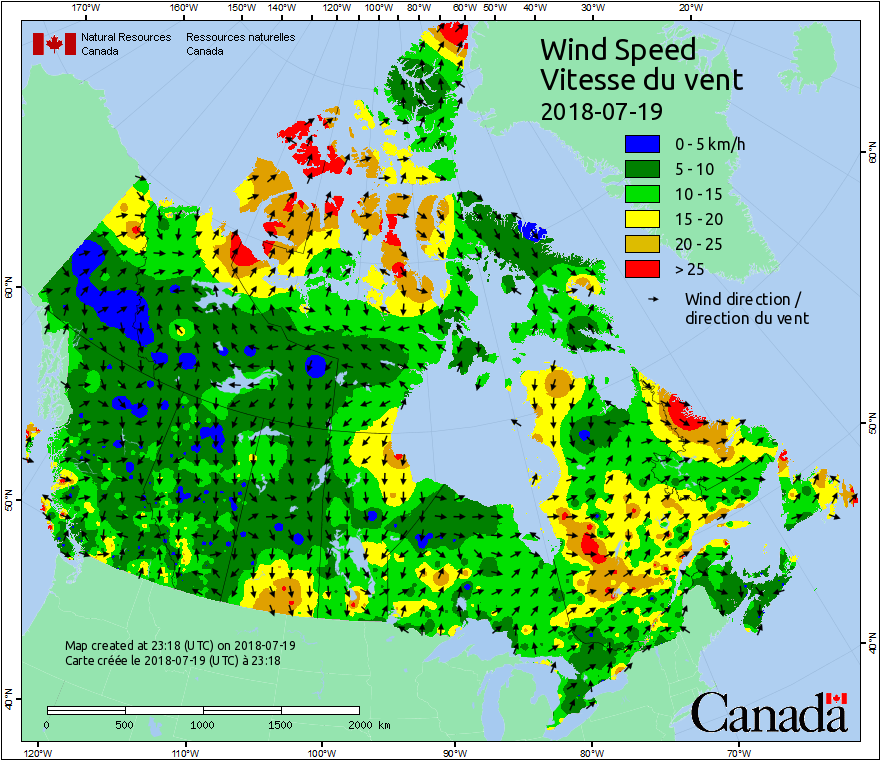 170°W 160°W 150°W 140°W 130°W 120°W 110°W 100°W 90°W 80°W 70°W 60°W 50°W 40°W 30°W 20°W
Natural Resources Canada
Ressources naturelles Canada
Wind Speed
Vitesse du vent
2018-07-19
0 - 5 km/h
5 - 10
10 - 15
15 - 20
20 - 25
> 25
Wind direction /
direction du vent
60°N
60°N
50°N
50°N
40°N
40°N
Map created at 23:18 (UTC) on 2018-07-19
Carte créée le 2018-07-19 (UTC) à 23:18
0 500 1000 1500 2000 km
Canada
120°W 110°W 100°W 90°W 80°W 70°W